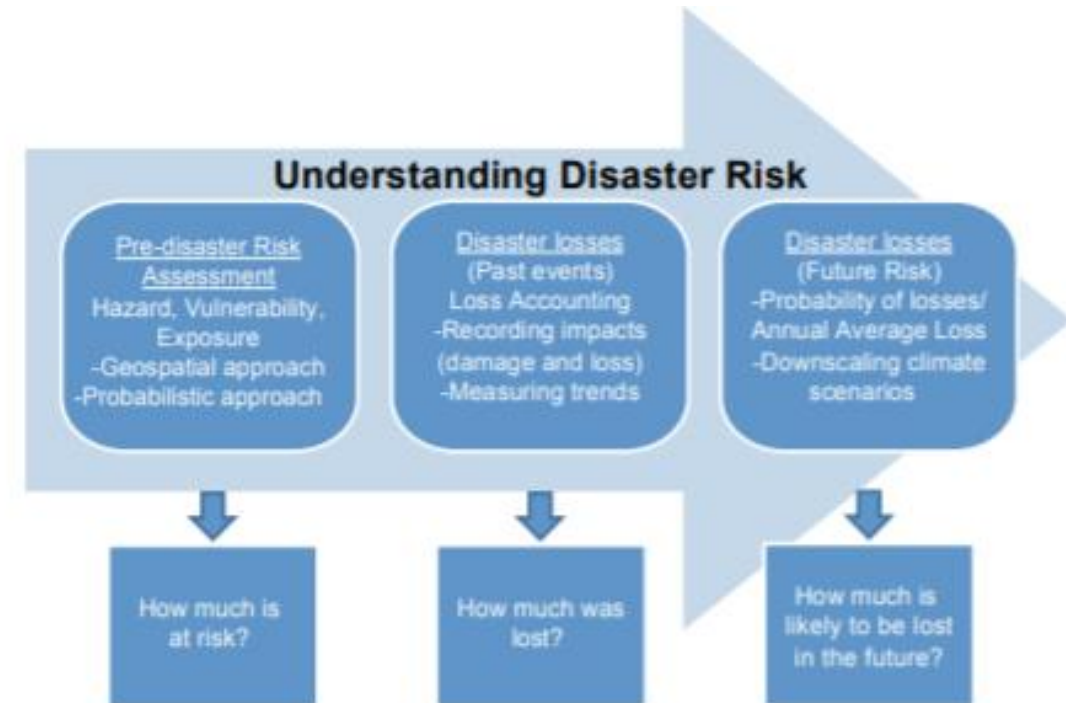 Understanding Disaster Risk
Pre-disaster Risk
Assessment
Hazard, Vulnerability,
Exposure
-Geospatial approach
-Probabilistic approach
Disaster losses
(Past events)
Loss Accounting
-Recording impacts
(damage and loss)
-Measuring trends
Disaster losses
(Future Risk)
-Probability of losses/
Annual Average Loss
-Downscaling climate
scenarios
How much is
at risk?
How much was
lost?
How much is
likely to be lost
in the future?